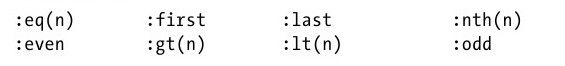 :eq(n) :first :last :nth(n)
:even :gt(n) :lt(n) :odd